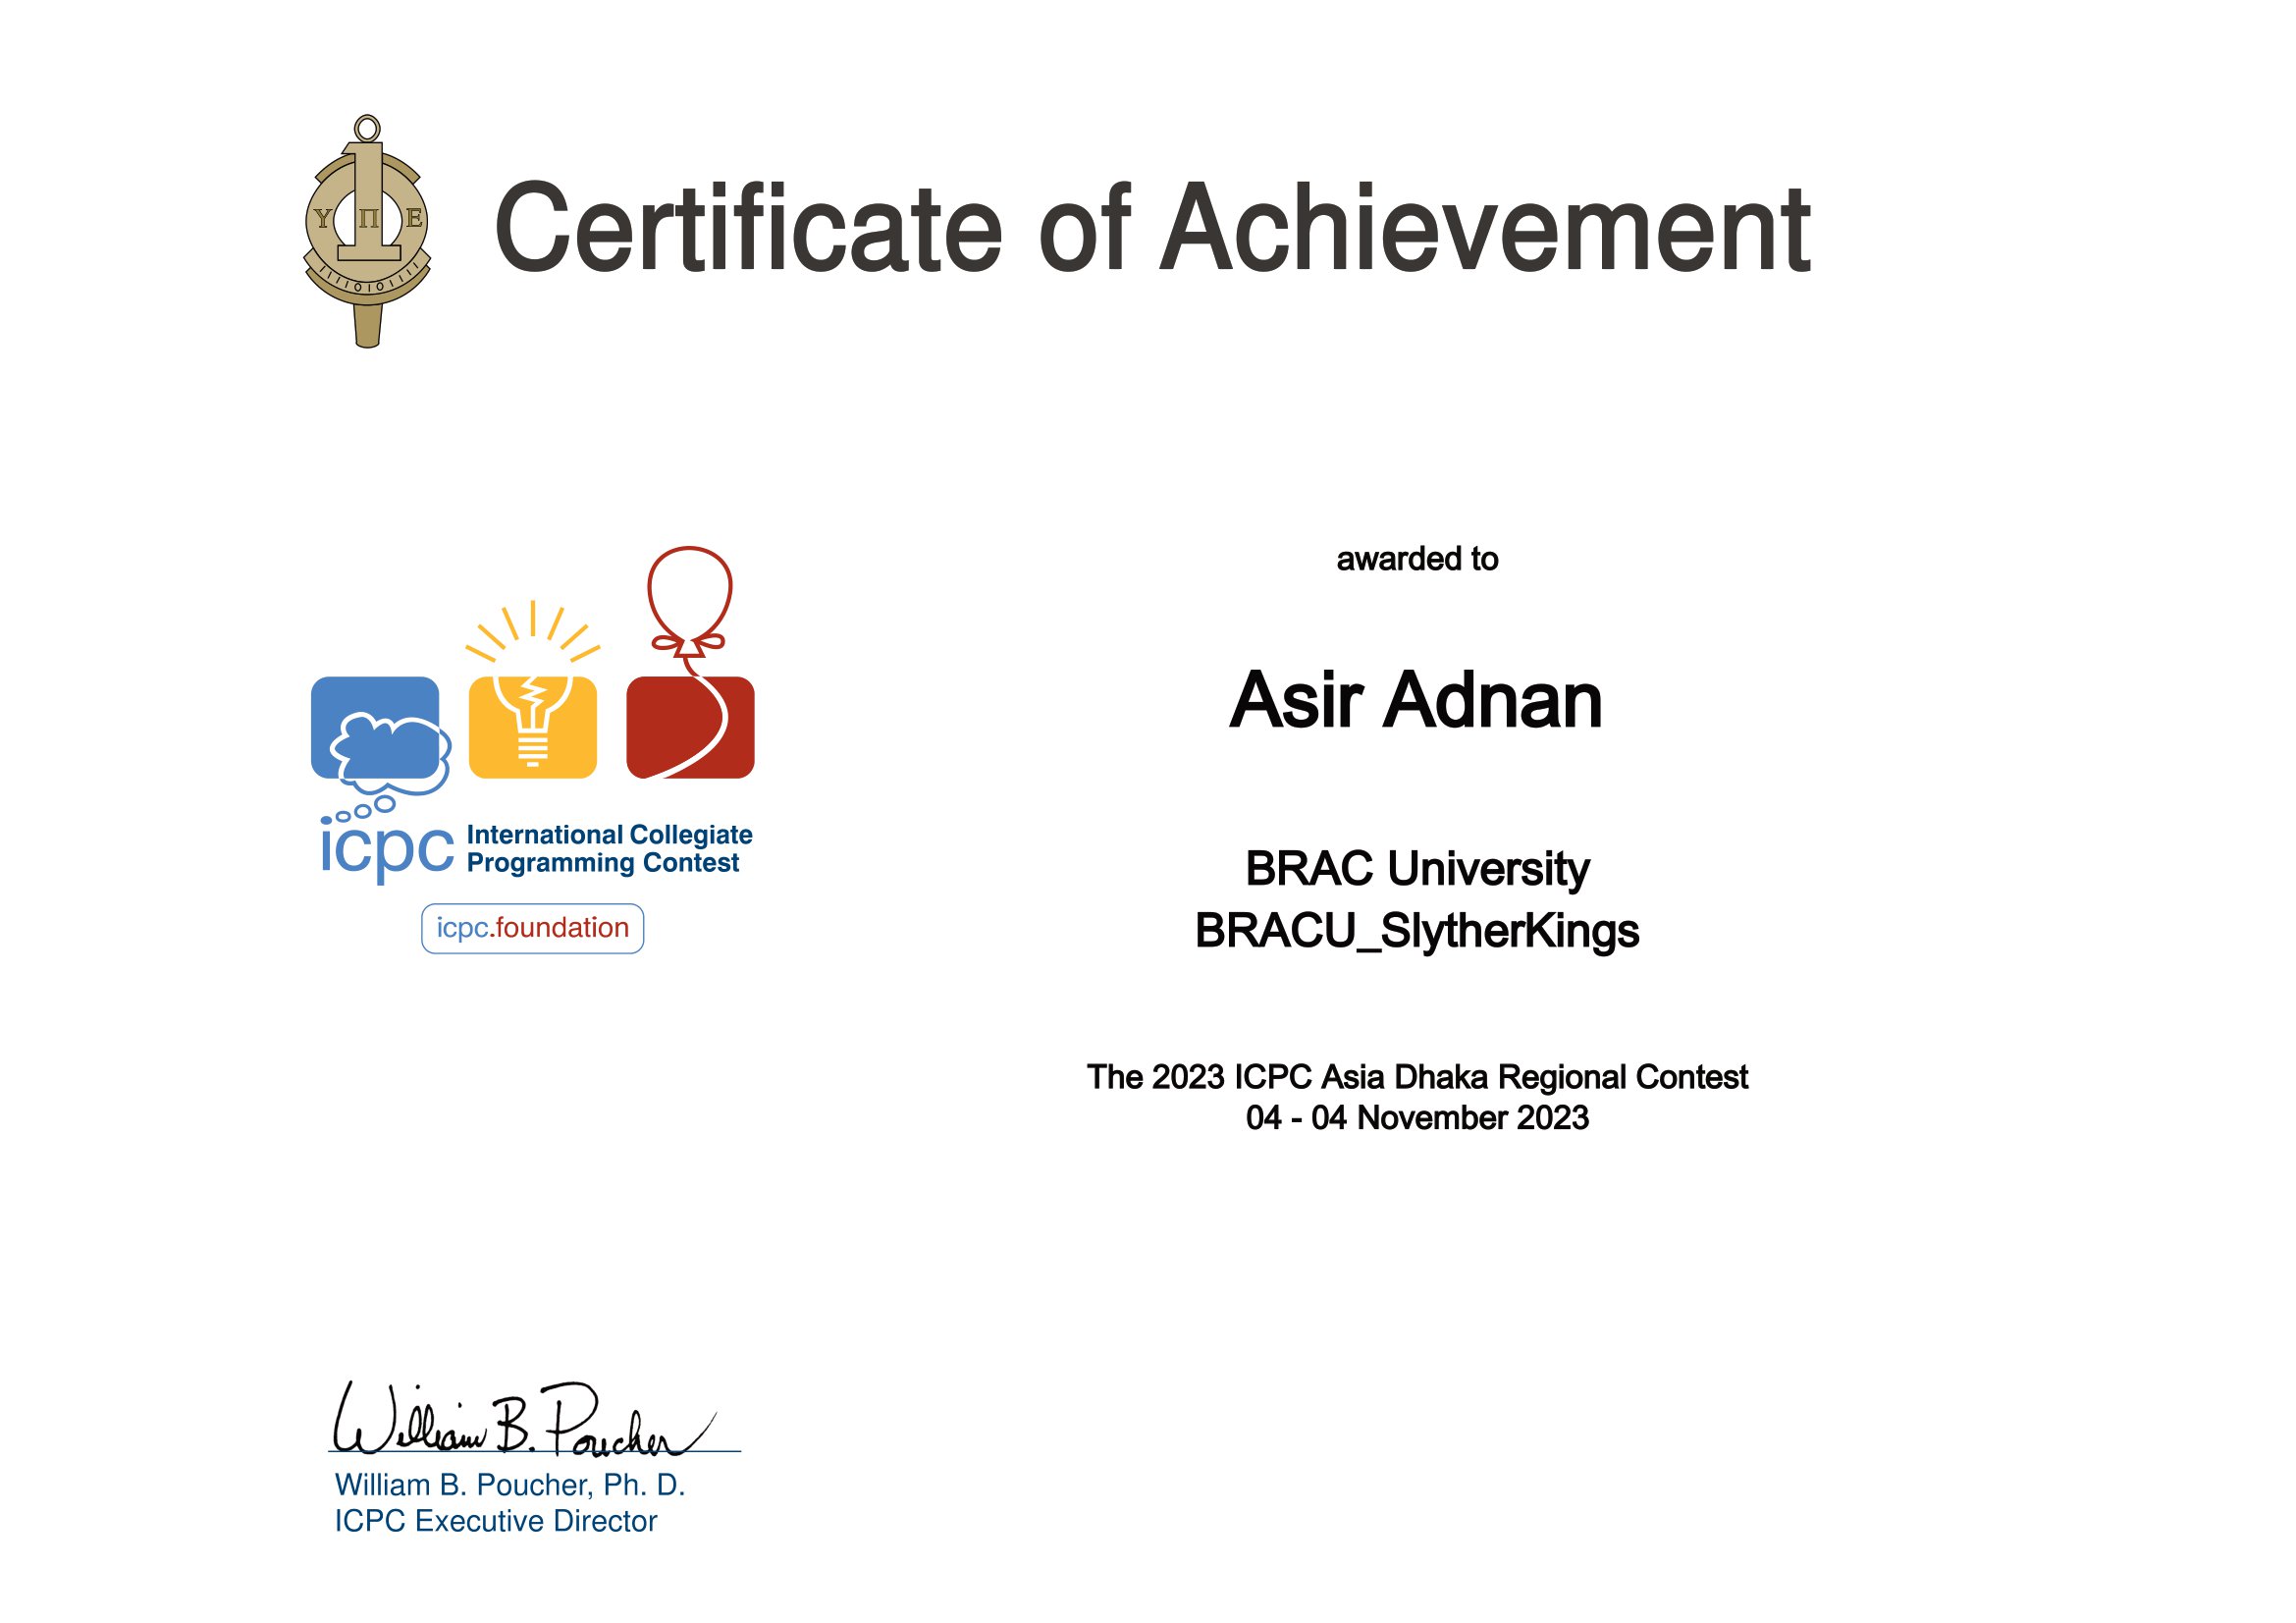 Certificate of Achievement
Υ Π Ε
awarded to
Asir Adnan
BRAC University
BRACU_SlytherKings
icpc International Collegiate
Programming Contest
icpc.foundation
The 2023 ICPC Asia Dhaka Regional Contest
04 - 04 November 2023
William B. Poucher
William B. Poucher, Ph. D.
ICPC Executive Director